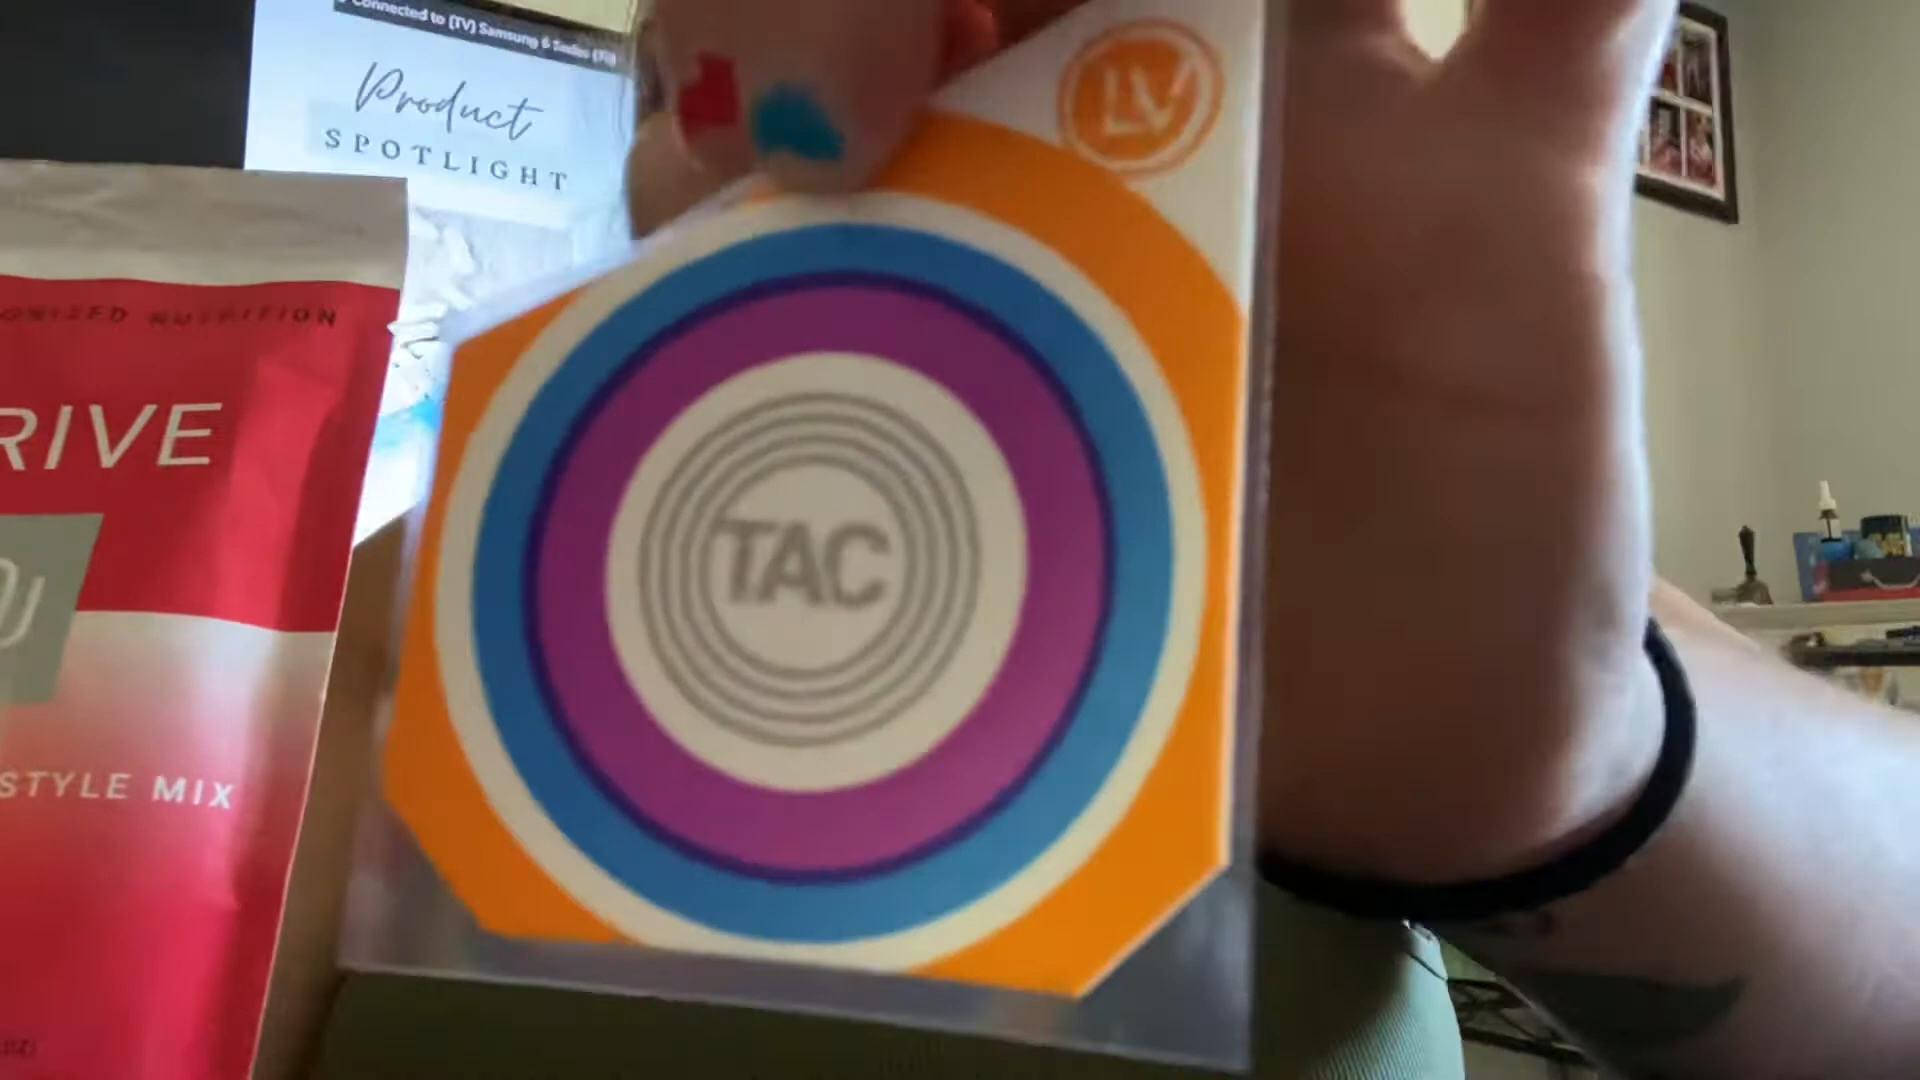 Connected to (TV) Samsung 6 Series
Product
SPOTLIGHT
LV
TAC
NUTRITION
RIVE
STYLE MIX